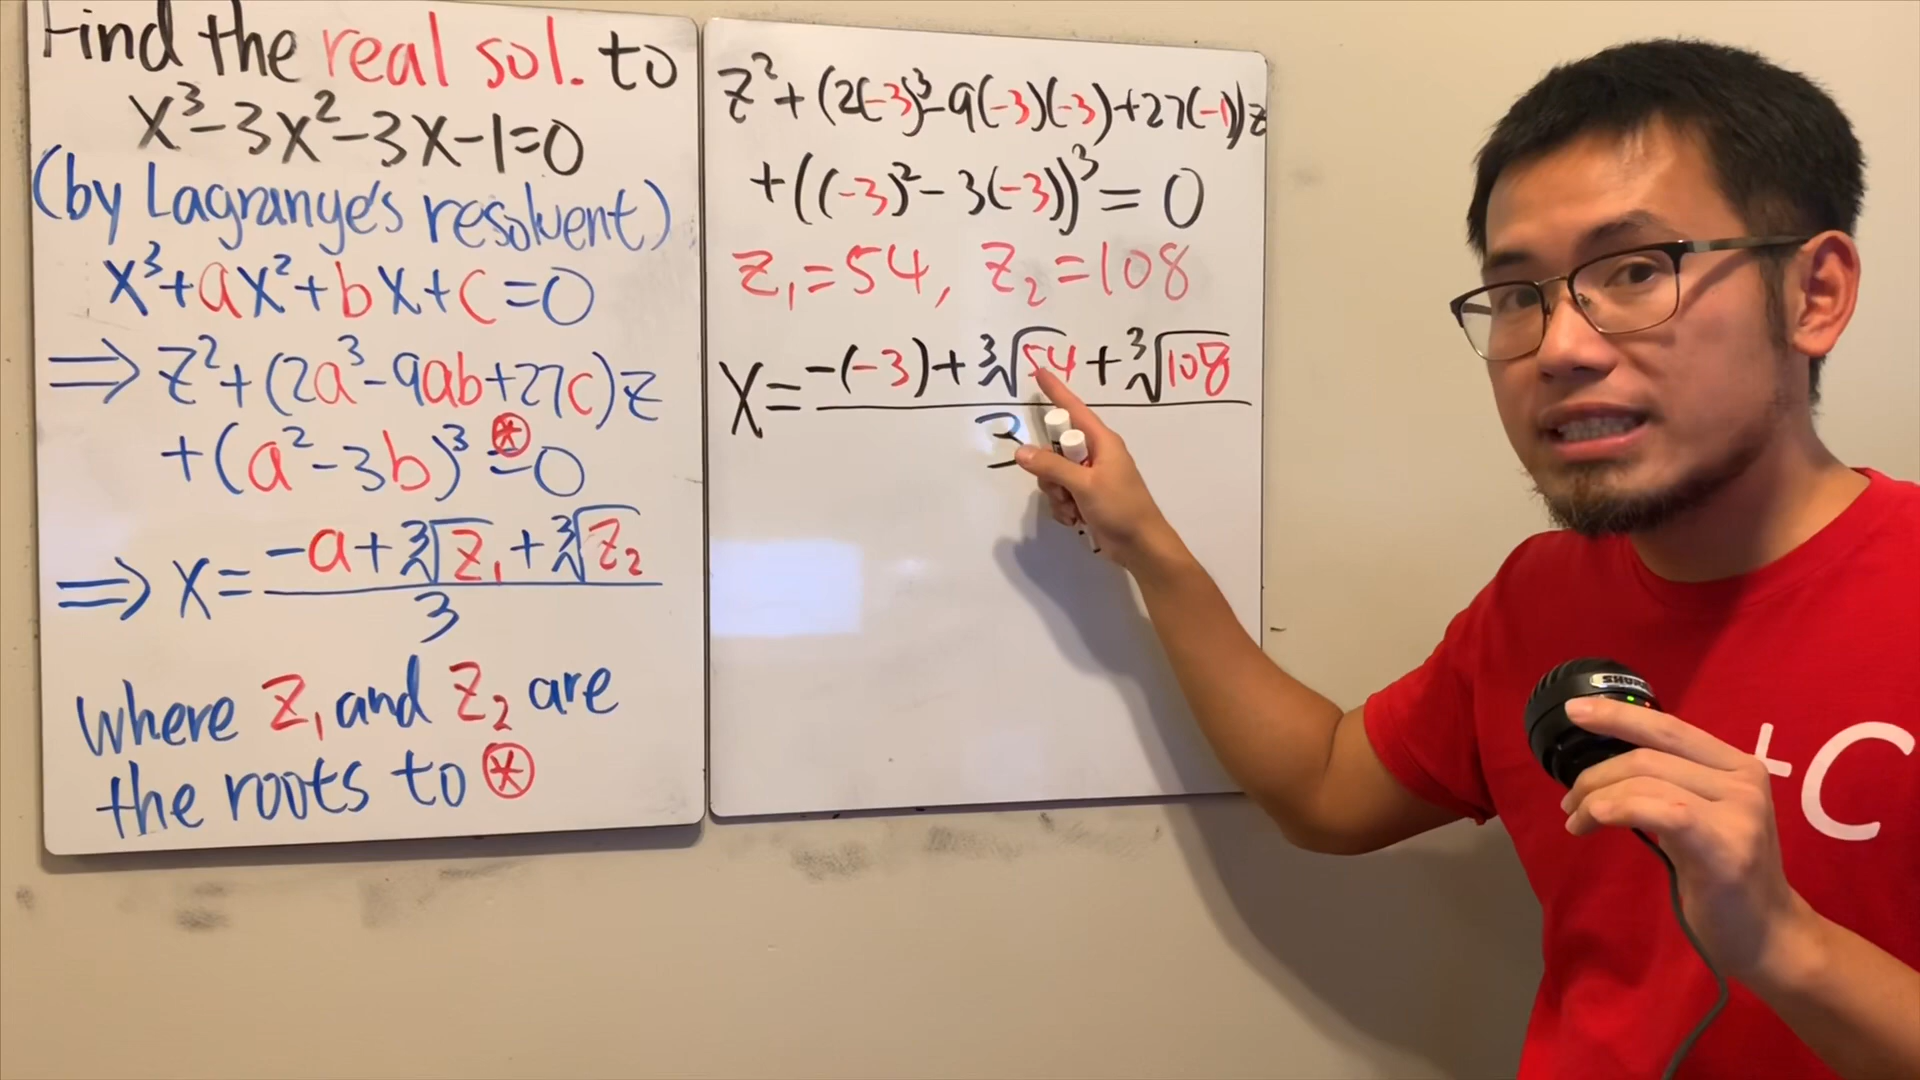 Find the real sol. to
x³-3x²-3x-1=0
(by Lagrange's resolvent)
x³+ax²+bx+c=0
⇒ z²+(2a³-9ab+27c)z
+(a²-3b)³ ⊛= 0
⇒ x = (-a+∛z₁+∛z₂)/3
where z₁ and z₂ are
the roots to ⊛
z²+(2(-3)³-9(-3)(-3)+27(-1))z
+((-3)²-3(-3))³=0
z₁=54, z₂=108
x = (-(-3)+∛54+∛108)/3
SHURE
+C